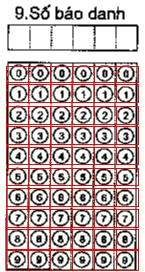 9.Số báo danh
0 0 0 0 0 0
1 1 1 1 1 1
2 2 2 2 2 2
3 3 3 3 3 3
4 4 4 4 4 4
5 5 5 5 5 5
6 6 6 6 6 6
7 7 7 7 7 7
8 8 8 8 8 8
9 9 9 9 9 9